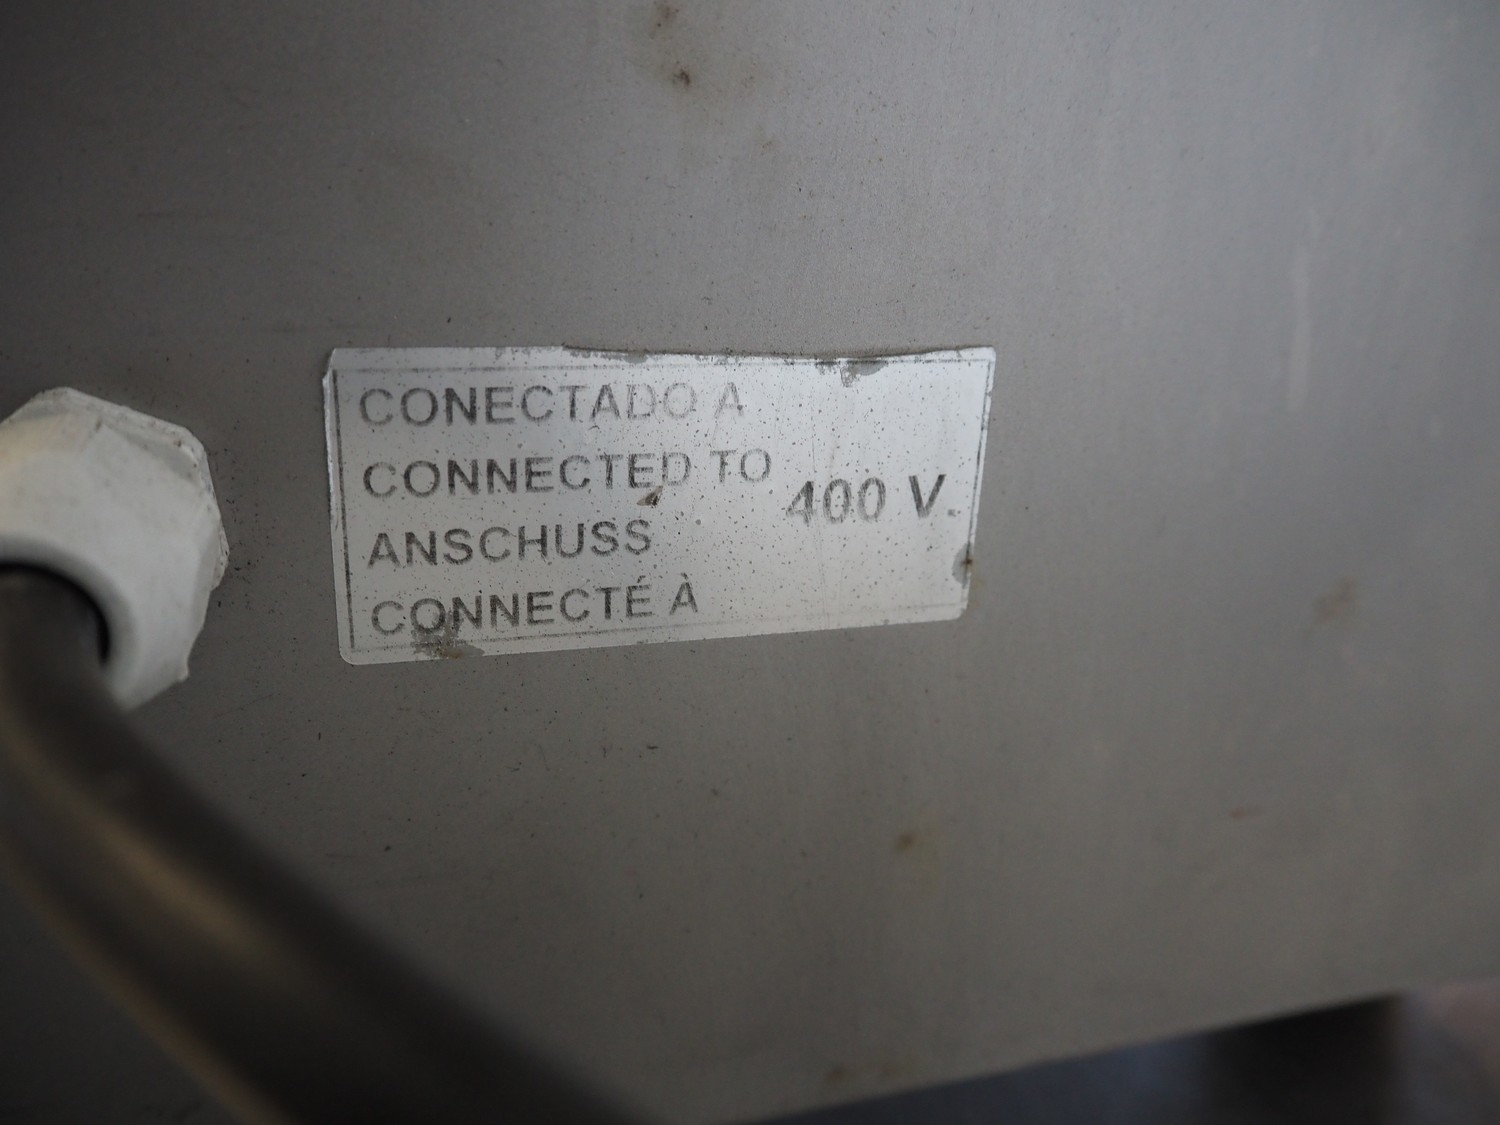 CONECTADO A
CONNECTED TO
400 V.
ANSCHUSS
CONNECTÉ À